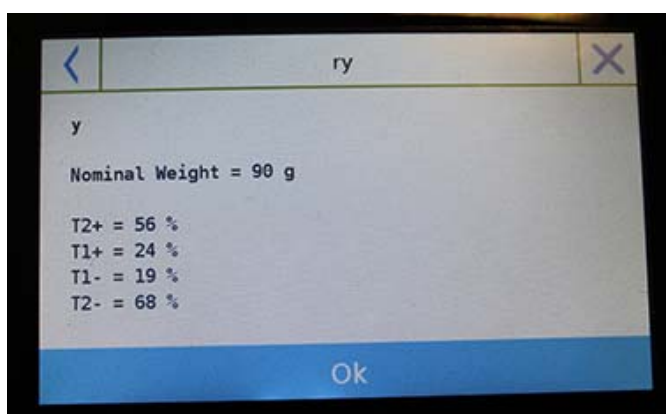 ry
y
Nominal Weight = 90 g
T2+ = 56 %
T1+ = 24 %
T1- = 19 %
T2- = 68 %
Ok